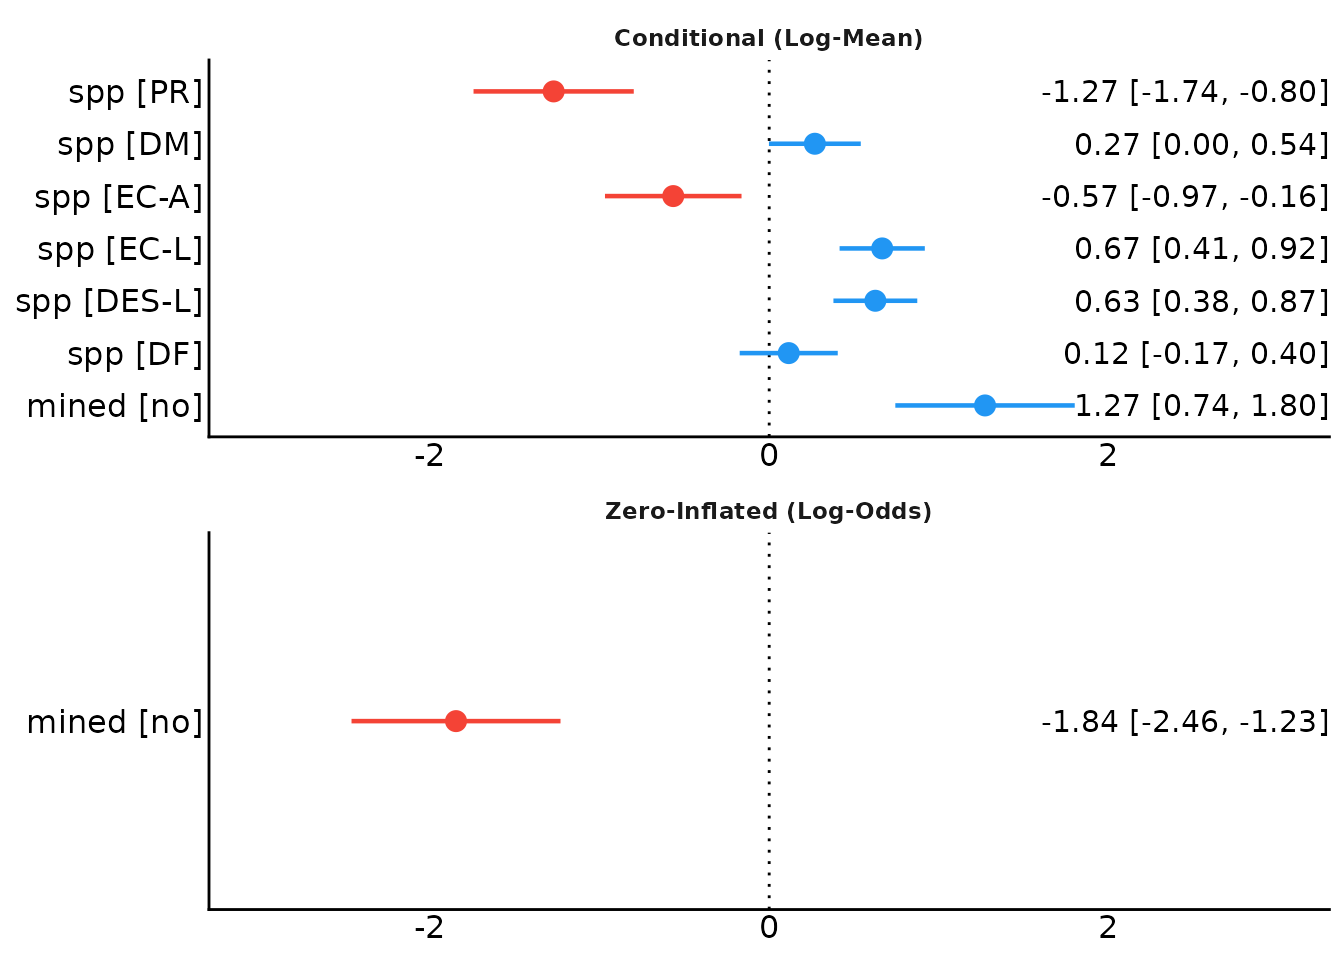 Conditional (Log-Mean)
spp [PR] -1.27 [-1.74, -0.80]
spp [DM] 0.27 [0.00, 0.54]
spp [EC-A] -0.57 [-0.97, -0.16]
spp [EC-L] 0.67 [0.41, 0.92]
spp [DES-L] 0.63 [0.38, 0.87]
spp [DF] 0.12 [-0.17, 0.40]
mined [no] 1.27 [0.74, 1.80]
-2 0 2
Zero-Inflated (Log-Odds)
mined [no] -1.84 [-2.46, -1.23]
-2 0 2